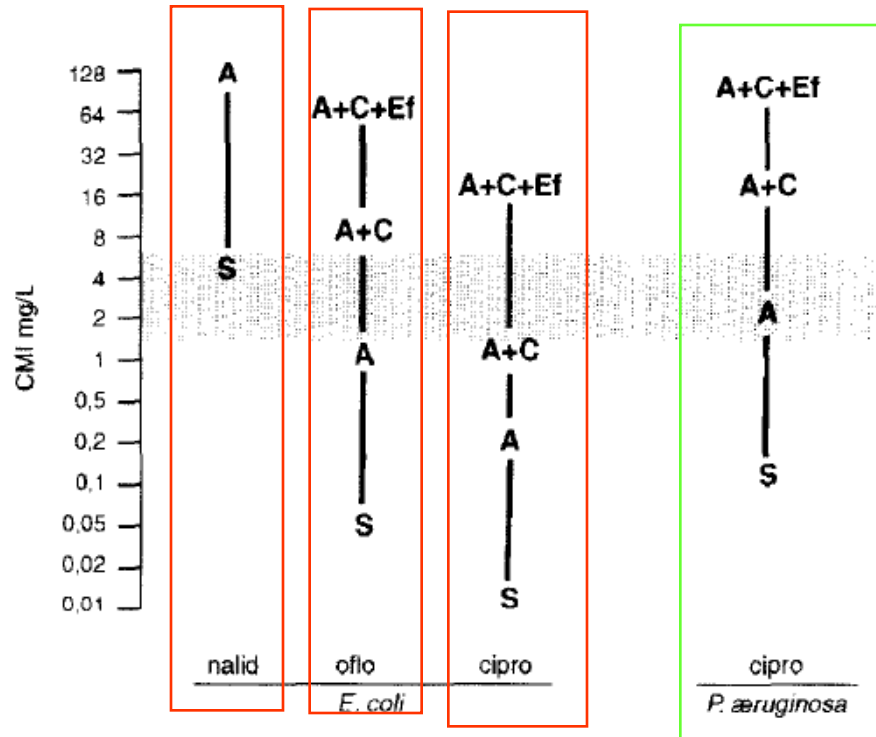 CMI mg/L
128
64
32
16
8
4
2
1
0,5
0,2
0,1
0,05
0,02
0,01
A
S
A+C+Ef
A+C
A
S
A+C+Ef
A+C
A
S
A+C+Ef
A+C
A
S
nalid oflo cipro cipro
E. coli P. æruginosa